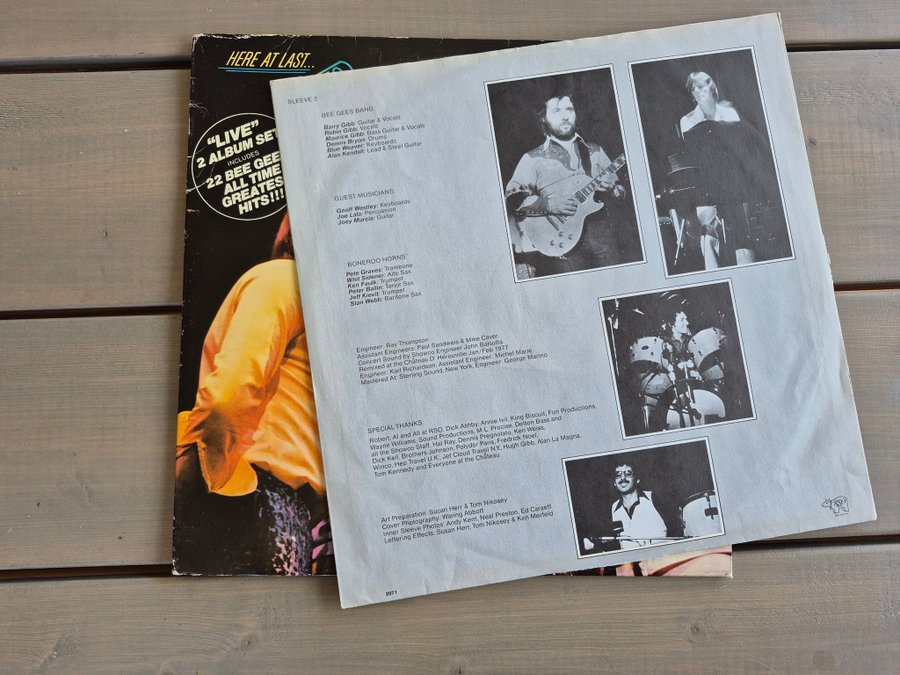 HERE AT LAST...
"LIVE"
2 ALBUM SET
INCLUDES
22 BEE GEE
ALL TIME
GREATES
HITS!!!
SLEEVE 2
BEE GEES BAND
Barry Gibb: Guitar & Vocals
Robin Gibb: Vocals
Maurice Gibb: Bass Guitar & Vocals
Dennis Bryon: Drums
Blue Weaver: Keyboards
Alan Kendall: Lead & Steel Guitar
GUEST MUSICIANS
Geoff Westley: Keyboards
Joe Lala: Percussion
Joey Murcia: Guitar
BONEROO HORNS
Pete Graves: Trombone
Whit Sidener: Alto Sax
Ken Faulk: Trumpet
Peter Ballin: Tenor Sax
Jeff Kievit: Trumpet
Stan Webb: Baritone Sax
Engineer: Ray Thompson
Assistant Engineers: Paul Sandweis & Mike Caver
Concert Sound by Showco Engineer John Balsutta
Remixed at the Château D' Hérouville Jan/Feb 1977
Engineer: Karl Richardson, Assistant Engineer: Michel Marie
Mastered At: Sterling Sound, New York, Engineer: George Marino
SPECIAL THANKS
Robert, Al and All at RSO, Dick Ashby, Annie Ivil, King Biscuit, Fun Productions,
Wayne Williams, Sound Productions, M.L. Procise, Delton Bass and
all the Showco Staff, Hal Ray, Dennis Pregnolato, Ken Weiss,
Dick Kell, Brothers Johnson, Polydor Paris, Fredrick Noel,
Winco, Hep Travel U.K., Jet Cloud Travel N.Y., Hugh Gibb, Alan La Magna,
Tom Kennedy and Everyone at the Château.
Art Preparation: Susan Herr & Tom Nikosey
Cover Photography: Waring Abbott
Inner Sleeve Photos: Andy Kent, Neal Preston, Ed Caraeff
Lettering Effects: Susan Herr, Tom Nikosey & Ken Merfeld
2071
RSO